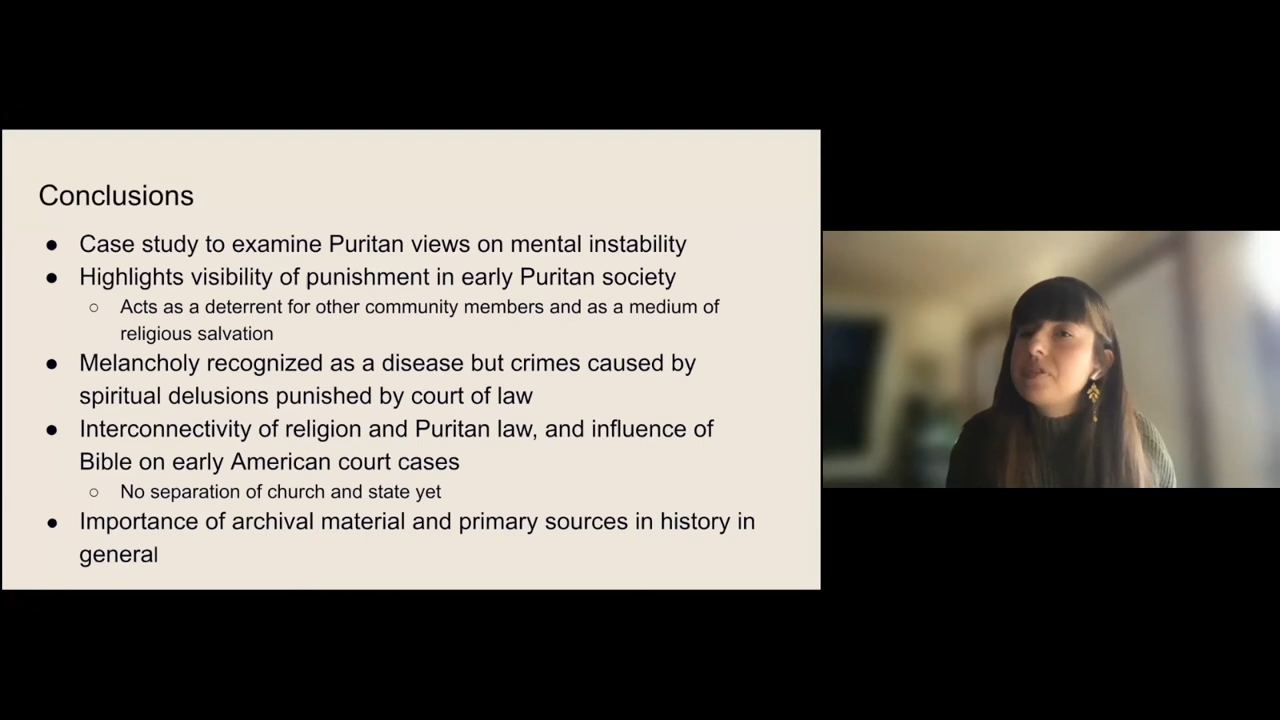 Conclusions
● Case study to examine Puritan views on mental instability
● Highlights visibility of punishment in early Puritan society
○ Acts as a deterrent for other community members and as a medium of
religious salvation
● Melancholy recognized as a disease but crimes caused by
spiritual delusions punished by court of law
● Interconnectivity of religion and Puritan law, and influence of
Bible on early American court cases
○ No separation of church and state yet
● Importance of archival material and primary sources in history in
general